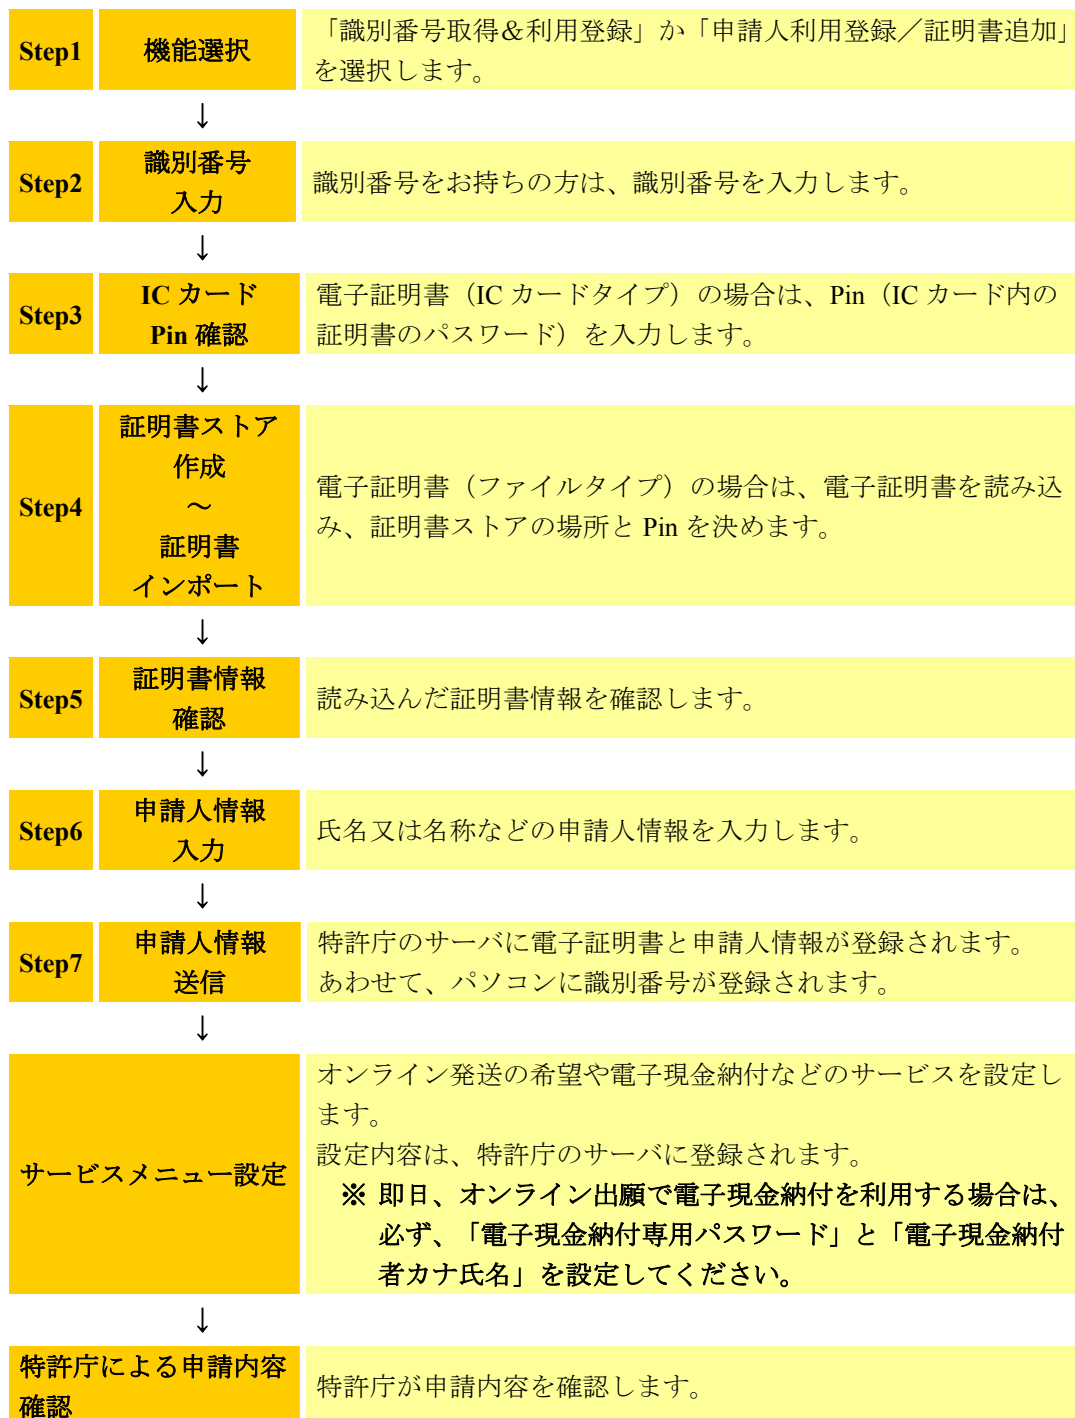 Step1
機能選択
「識別番号取得&利用登録」か「申請人利用登録／証明書追加」
を選択します。
↓
Step2
識別番号
入力
識別番号をお持ちの方は、識別番号を入力します。
↓
Step3
IC カード
Pin 確認
電子証明書（IC カードタイプ）の場合は、Pin（IC カード内の
証明書のパスワード）を入力します。
↓
Step4
証明書ストア
作成
～
証明書
インポート
電子証明書（ファイルタイプ）の場合は、電子証明書を読み込
み、証明書ストアの場所と Pin を決めます。
↓
Step5
証明書情報
確認
読み込んだ証明書情報を確認します。
↓
Step6
申請人情報
入力
氏名又は名称などの申請人情報を入力します。
↓
Step7
申請人情報
送信
特許庁のサーバに電子証明書と申請人情報が登録されます。
あわせて、パソコンに識別番号が登録されます。
↓
サービスメニュー設定
オンライン発送の希望や電子現金納付などのサービスを設定し
ます。
設定内容は、特許庁のサーバに登録されます。
※ 即日、オンライン出願で電子現金納付を利用する場合は、
必ず、「電子現金納付専用パスワード」と「電子現金納付
者カナ氏名」を設定してください。
↓
特許庁による申請内容
確認
特許庁が申請内容を確認します。